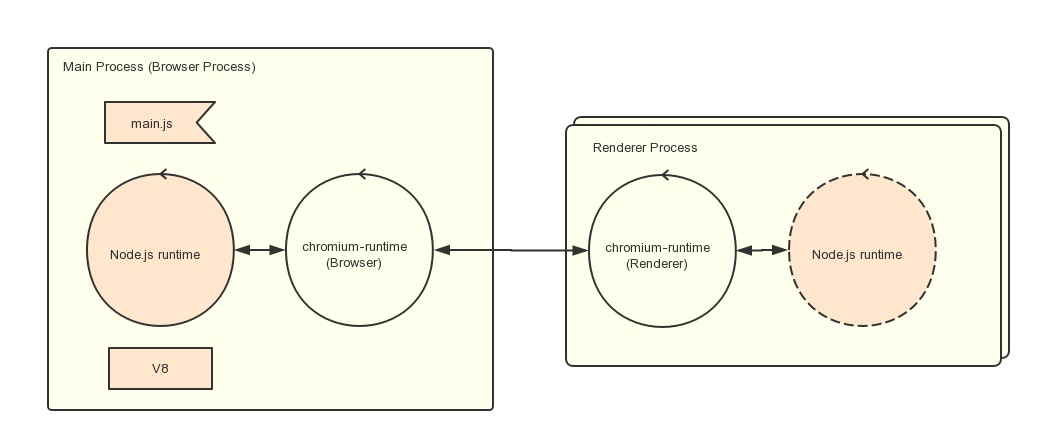 Main Process (Browser Process)
main.js
Node.js runtime
chromium-runtime
(Browser)
V8
Renderer Process
chromium-runtime
(Renderer)
Node.js runtime